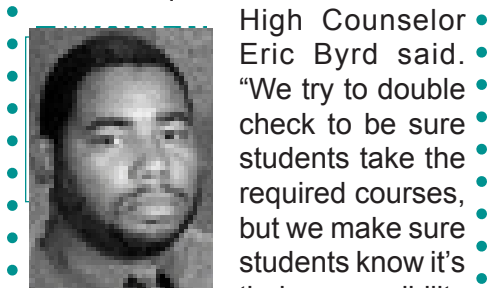 High Counselor
Eric Byrd said.
“We try to double
check to be sure
students take the
required courses,
but we make sure
students know it’s